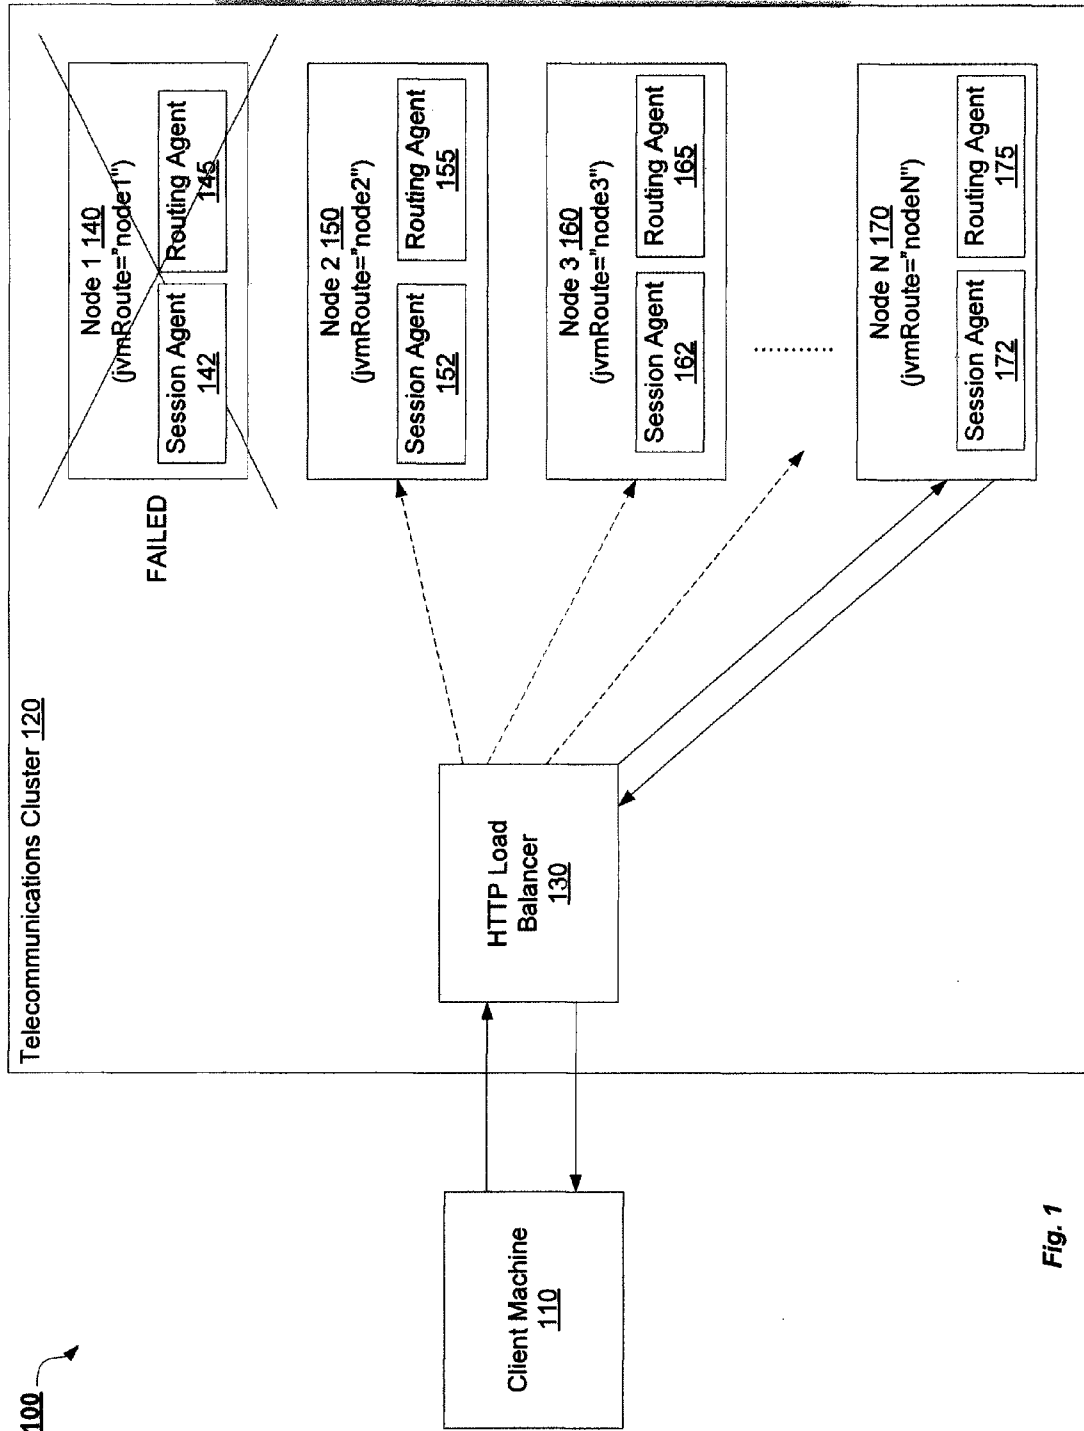 100
Telecommunications Cluster 120
Client Machine
110
HTTP Load
Balancer
130
FAILED
Node 1 140
(jvmRoute="node1")
Session Agent
142
Routing Agent
145
Node 2 150
(jvmRoute="node2")
Session Agent
152
Routing Agent
155
Node 3 160
(jvmRoute="node3")
Session Agent
162
Routing Agent
165
..............
Node N 170
(jvmRoute="nodeN")
Session Agent
172
Routing Agent
175
Fig. 1